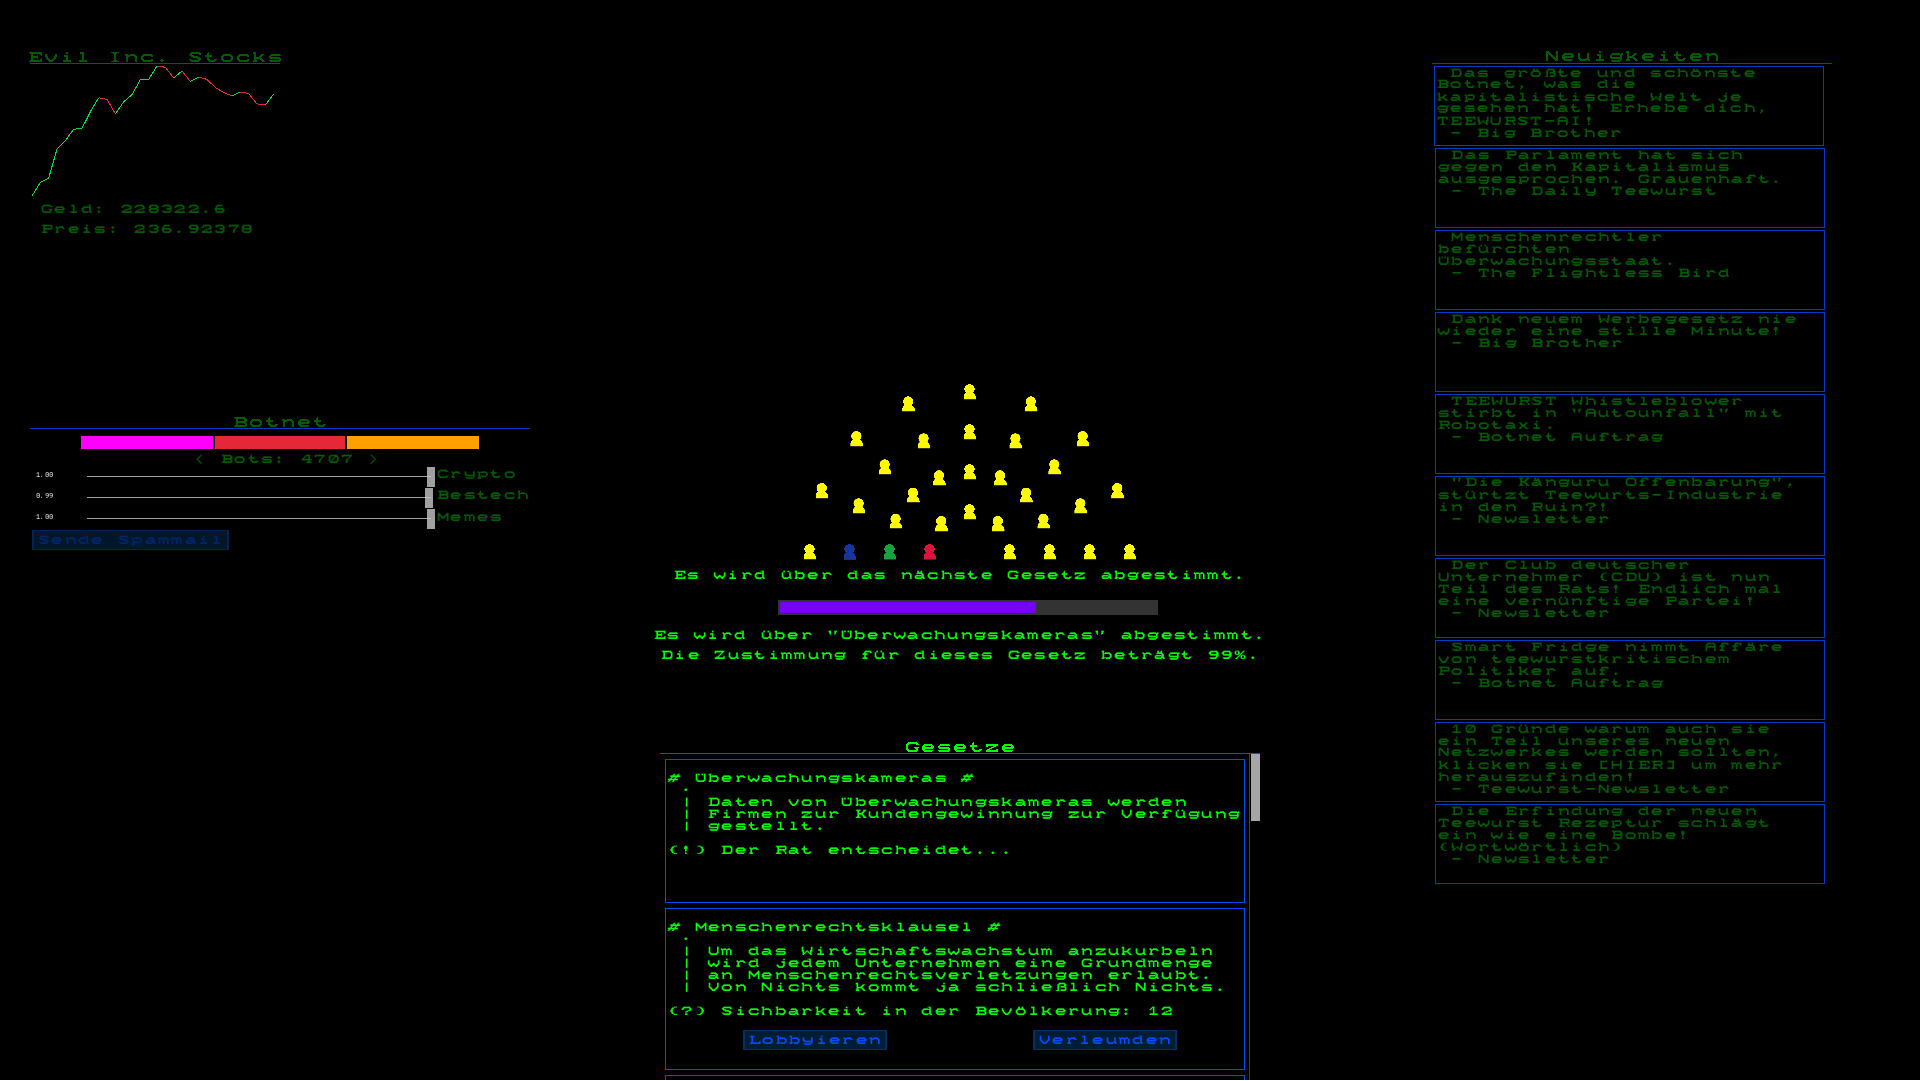 Evil Inc. Stocks
Geld: 228322.6
Preis: 236.92378
Botnet
< Bots: 4707 >
1.00 Crypto
0.99 Bestech
1.00 Memes
Sende Spammail
Es wird über das nächste Gesetz abgestimmt.
Es wird über "Überwachungskameras" abgestimmt.
Die Zustimmung für dieses Gesetz beträgt 99%.
Gesetze
# Überwachungskameras #
.
| Daten von Überwachungskameras werden
| Firmen zur Kundengewinnung zur Verfügung
| gestellt.
(!) Der Rat entscheidet...
# Menschenrechtsklausel #
.
| Um das Wirtschaftswachstum anzukurbeln
| wird jedem Unternehmen eine Grundmenge
| an Menschenrechtsverletzungen erlaubt.
| Von Nichts kommt ja schließlich Nichts.
(?) Sichbarkeit in der Bevölkerung: 12
Lobbyieren Verleumden
Neuigkeiten
Das größte und schönste
Botnet, was die
kapitalistische Welt je
gesehen hat! Erhebe dich,
TEEWURST-AI!
- Big Brother
Das Parlament hat sich
gegen den Kapitalismus
ausgesprochen. Grauenhaft.
- The Daily Teewurst
Menschenrechtler
befürchten
Überwachungsstaat.
- The Flightless Bird
Dank neuem Werbegesetz nie
wieder eine stille Minute!
- Big Brother
TEEWURST Whistleblower
stirbt in "Autounfall" mit
Robotaxi.
- Botnet Auftrag
"Die Känguru Offenbarung",
stürtzt Teewurts-Industrie
in den Ruin?!
- Newsletter
Der Club deutscher
Unternehmer (CDU) ist nun
Teil des Rats! Endlich mal
eine vernünftige Partei!
- Newsletter
Smart Fridge nimmt Affäre
von teewurstkritischem
Politiker auf.
- Botnet Auftrag
10 Gründe warum auch sie
ein Teil unseres neuen
Netzwerkes werden sollten,
klicken sie [HIER] um mehr
herauszufinden!
- Teewurst-Newsletter
Die Erfindung der neuen
Teewurst Rezeptur schlägt
ein wie eine Bombe!
(Wortwörtlich)
- Newsletter